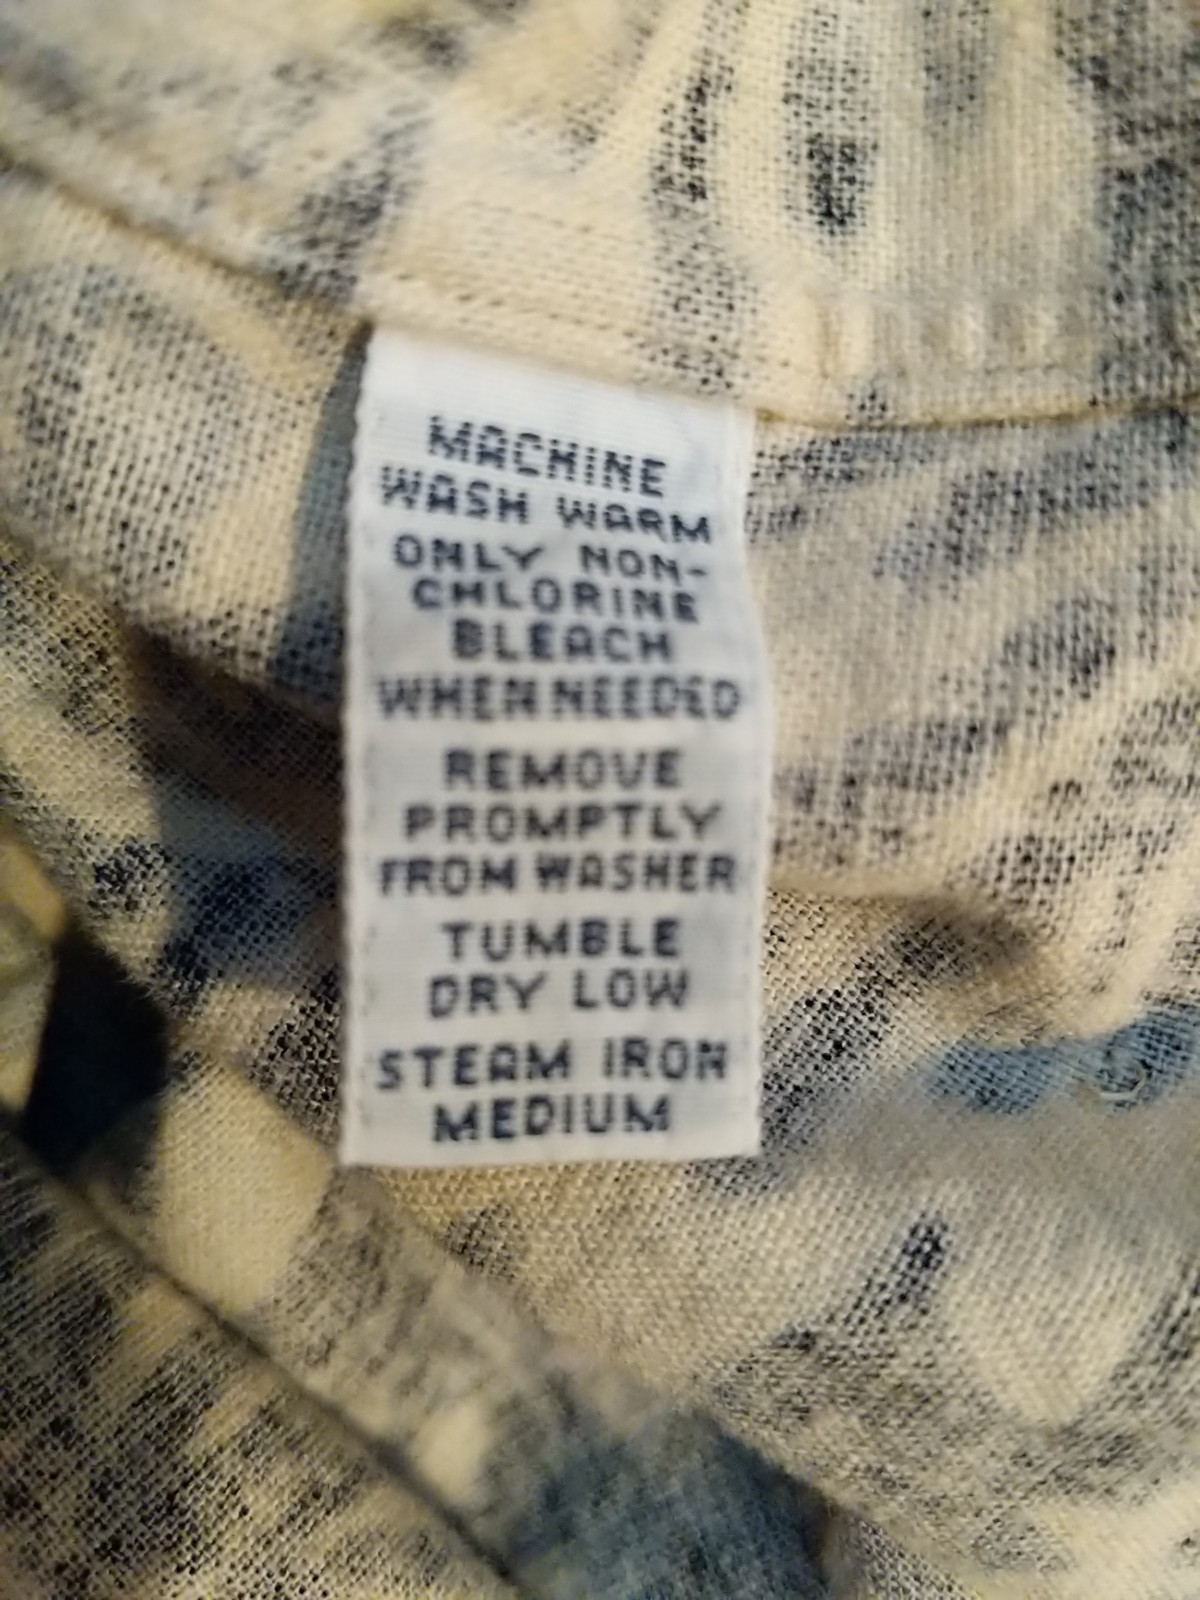 MACHINE
WASH WARM
ONLY NON-
CHLORINE
BLEACH
WHEN NEEDED
REMOVE
PROMPTLY
FROM WASHER
TUMBLE
DRY LOW
STEAM IRON
MEDIUM